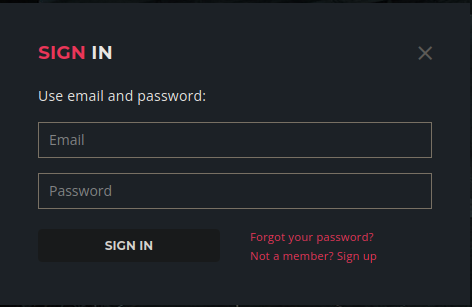 SIGN IN
Use email and password:
Email
Password
SIGN IN
Forgot your password?
Not a member? Sign up